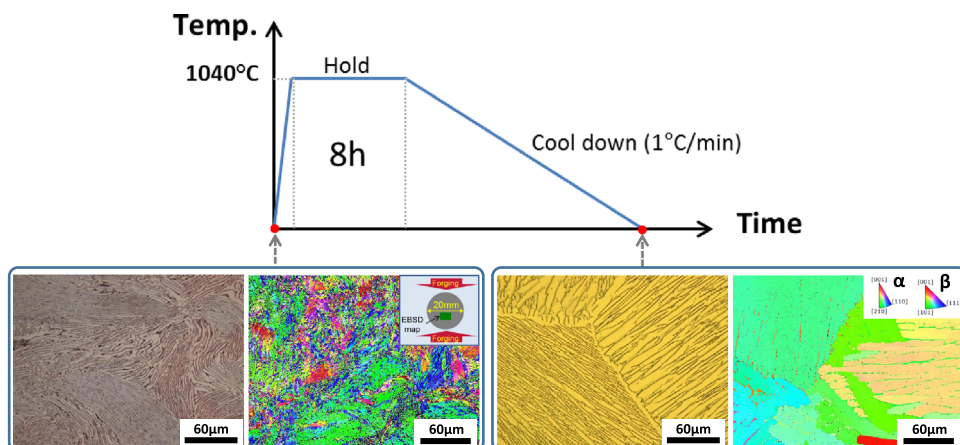 Temp.
1040°C
Hold
8h
Cool down (1°C/min)
Time
60μm
Forging
20mm
EBSD
map
Forging
60μm
60μm
[001]
α
[110]
[210]
[001]
β
[111]
[101]
60μm